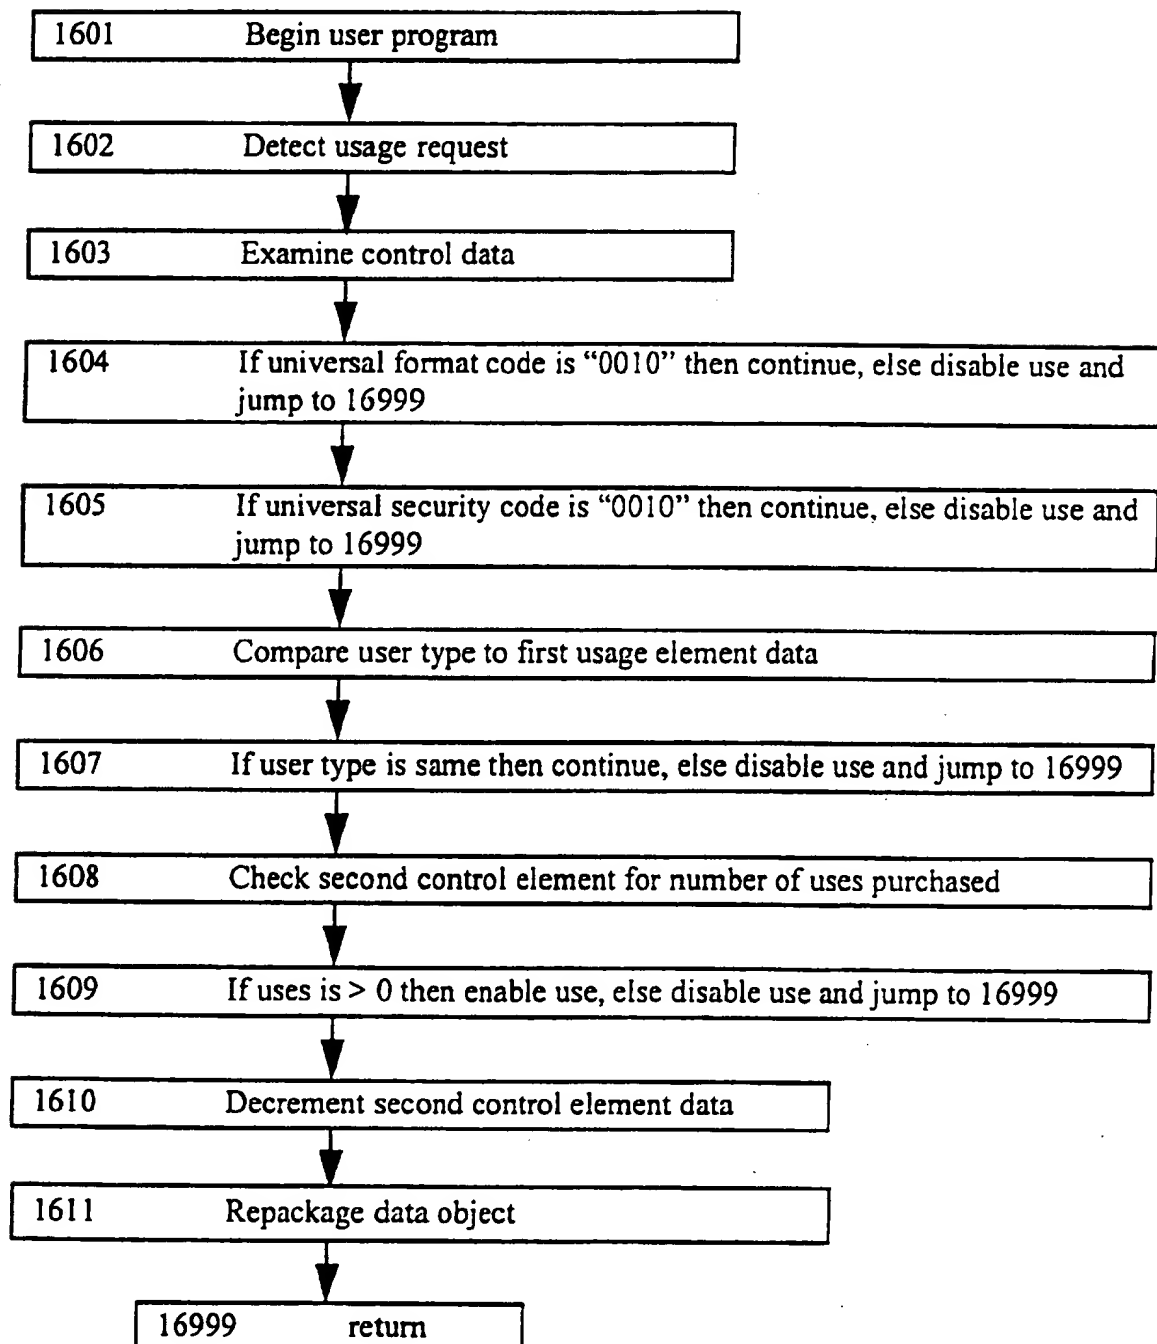 1601 Begin user program
1602 Detect usage request
1603 Examine control data
1604 If universal format code is “0010” then continue, else disable use and
jump to 16999
1605 If universal security code is “0010” then continue, else disable use and
jump to 16999
1606 Compare user type to first usage element data
1607 If user type is same then continue, else disable use and jump to 16999
1608 Check second control element for number of uses purchased
1609 If uses is > 0 then enable use, else disable use and jump to 16999
1610 Decrement second control element data
1611 Repackage data object
16999 return